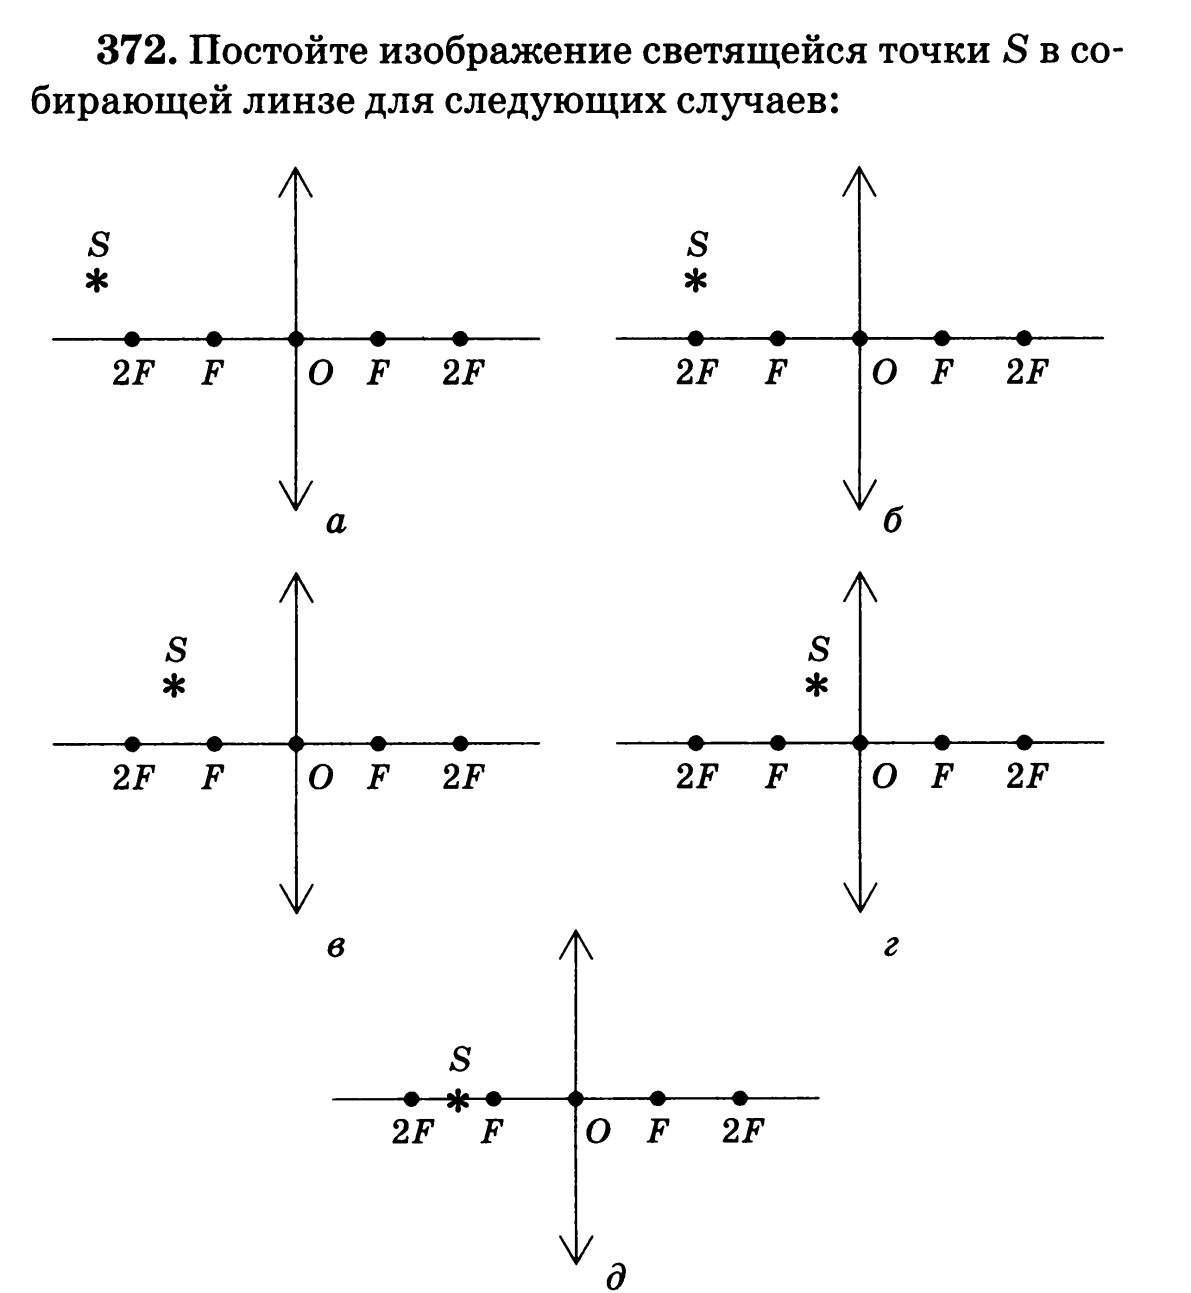 372. Постойте изображение светящейся точки S в со-
бирающей линзе для следующих случаев:
S
2F F O F 2F
а
S
2F F O F 2F
б
S
2F F O F 2F
в
S
2F F O F 2F
г
S
2F F O F 2F
д